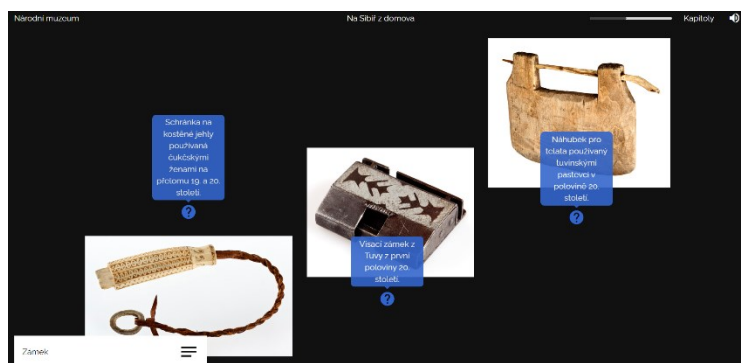 Národní muzeum
Na Sibiř z domova
Kapitoly
Schránka na
kostěné jehly
používaná
čukčskými
ženami na
přelomu 19. a 20.
století.
?
Visací zámek z
Tuvy z první
poloviny 20.
století.
?
Náhubek pro
telata používaný
tuvinskými
pastevci v
polovině 20.
století.
?
Zámek